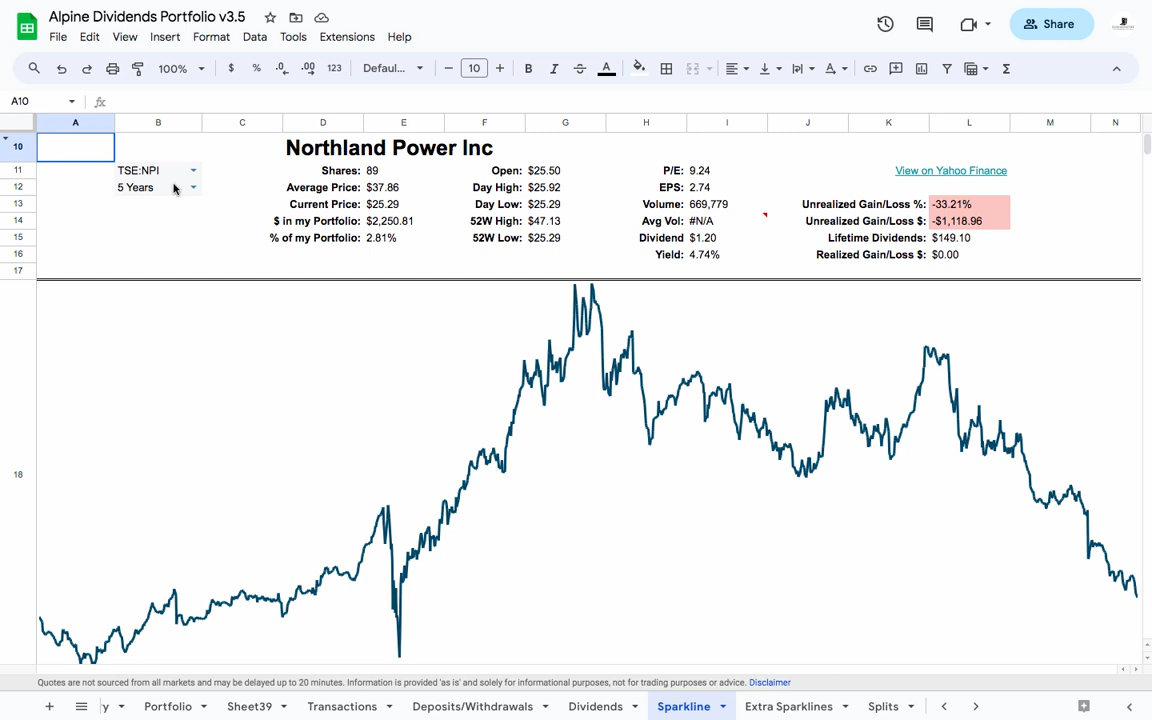 Alpine Dividends Portfolio v3.5
File Edit View Insert Format Data Tools Extensions Help
Share
100% $ % .0 .00 123 Defaul... 10 B I A Σ
A10 fx
A B C D E F G H I J K L M N
10 Northland Power Inc
11 TSE:NPI Shares: 89 Open: $25.50 P/E: 9.24 View on Yahoo Finance
12 5 Years Average Price: $37.86 Day High: $25.92 EPS: 2.74
13 Current Price: $25.29 Day Low: $25.29 Volume: 669,779 Unrealized Gain/Loss %: -33.21%
14 $ in my Portfolio: $2,250.81 52W High: $47.13 Avg Vol: #N/A Unrealized Gain/Loss $: -$1,118.96
15 % of my Portfolio: 2.81% 52W Low: $25.29 Dividend $1.20 Lifetime Dividends: $149.10
16 Yield: 4.74% Realized Gain/Loss $: $0.00
17
18
Quotes are not sourced from all markets and may be delayed up to 20 minutes. Information is provided 'as is' and solely for informational purposes, not for trading purposes or advice. Disclaimer
y Portfolio Sheet39 Transactions Deposits/Withdrawals Dividends Sparkline Extra Sparklines Splits